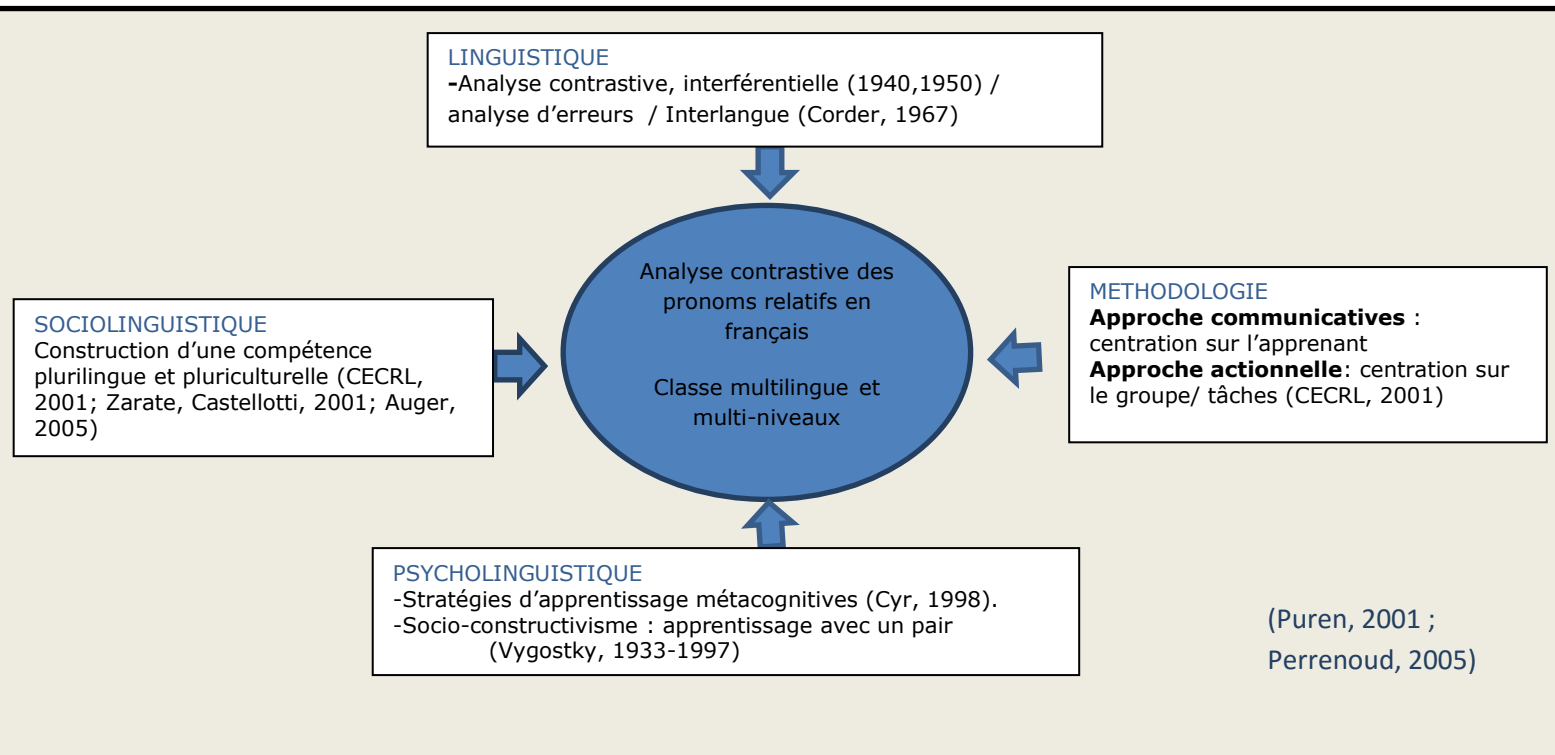 LINGUISTIQUE
-Analyse contrastive, interférentielle (1940,1950) /
analyse d’erreurs / Interlangue (Corder, 1967)
Analyse contrastive des
pronoms relatifs en
français
Classe multilingue et
multi-niveaux
SOCIOLINGUISTIQUE
Construction d’une compétence
plurilingue et pluriculturelle (CECRL,
2001; Zarate, Castellotti, 2001; Auger,
2005)
METHODOLOGIE
Approche communicatives :
centration sur l’apprenant
Approche actionnelle: centration sur
le groupe/ tâches (CECRL, 2001)
PSYCHOLINGUISTIQUE
-Stratégies d’apprentissage métacognitives (Cyr, 1998).
-Socio-constructivisme : apprentissage avec un pair
(Vygostky, 1933-1997)
(Puren, 2001 ;
Perrenoud, 2005)